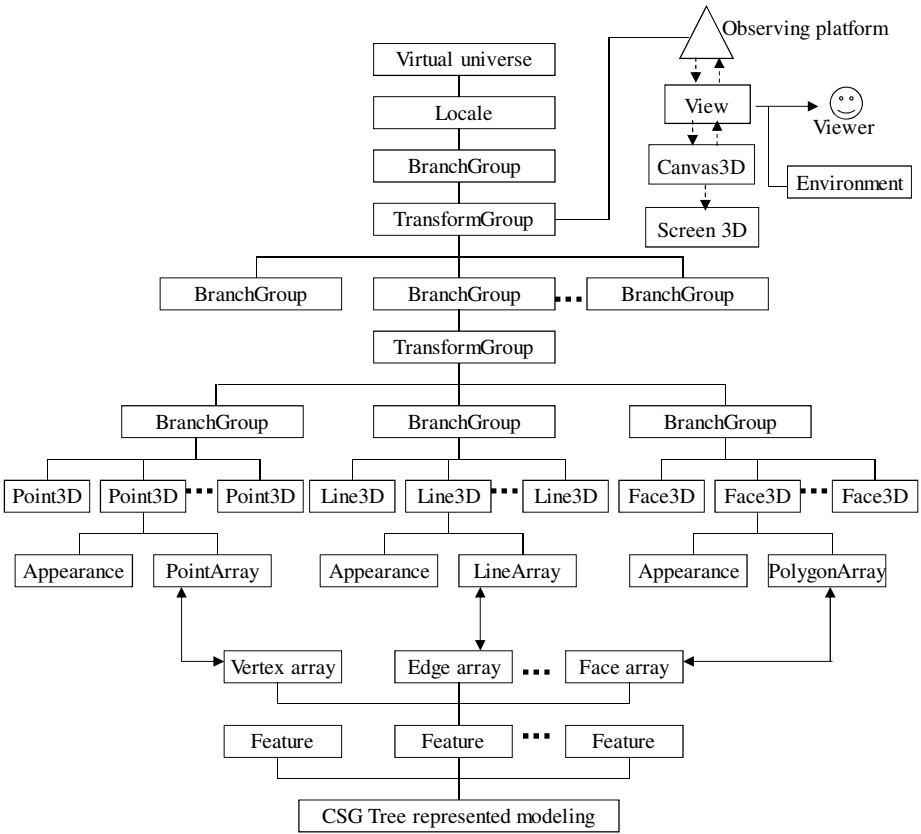 Observing platform
Virtual universe
View
Viewer
Locale
Canvas3D
BranchGroup
Environment
TransformGroup
Screen 3D
BranchGroup
BranchGroup
BranchGroup
TransformGroup
BranchGroup
BranchGroup
BranchGroup
Point3D
Point3D
Point3D
Line3D
Line3D
Line3D
Face3D
Face3D
Face3D
Appearance
PointArray
Appearance
LineArray
Appearance
PolygonArray
Vertex array
Edge array
Face array
Feature
Feature
Feature
CSG Tree represented modeling